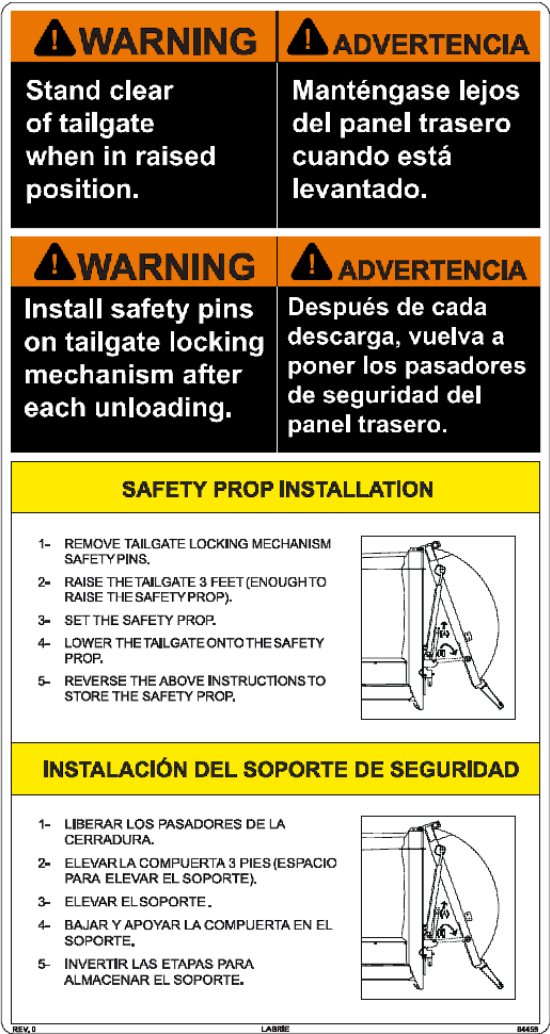 WARNING
Stand clear
of tailgate
when in raised
position.
ADVERTENCIA
Manténgase lejos
del panel trasero
cuando está
levantado.
WARNING
Install safety pins
on tailgate locking
mechanism after
each unloading.
ADVERTENCIA
Después de cada
descarga, vuelva a
poner los pasadores
de seguridad del
panel trasero.
SAFETY PROP INSTALLATION
1- REMOVE TAILGATE LOCKING MECHANISM
SAFETY PINS.
2- RAISE THE TAILGATE 3 FEET (ENOUGH TO
RAISE THE SAFETY PROP).
3- SET THE SAFETY PROP.
4- LOWER THE TAILGATE ONTO THE SAFETY
PROP.
5- REVERSE THE ABOVE INSTRUCTIONS TO
STORE THE SAFETY PROP.
INSTALACIÓN DEL SOPORTE DE SEGURIDAD
1- LIBERAR LOS PASADORES DE LA
CERRADURA.
2- ELEVAR LA COMPUERTA 3 PIES (ESPACIO
PARA ELEVAR EL SOPORTE).
3- ELEVAR EL SOPORTE.
4- BAJAR Y APOYAR LA COMPUERTA EN EL
SOPORTE.
5- INVERTIR LAS ETAPAS PARA
ALMACENAR EL SOPORTE.
REV. 0
LABRIE